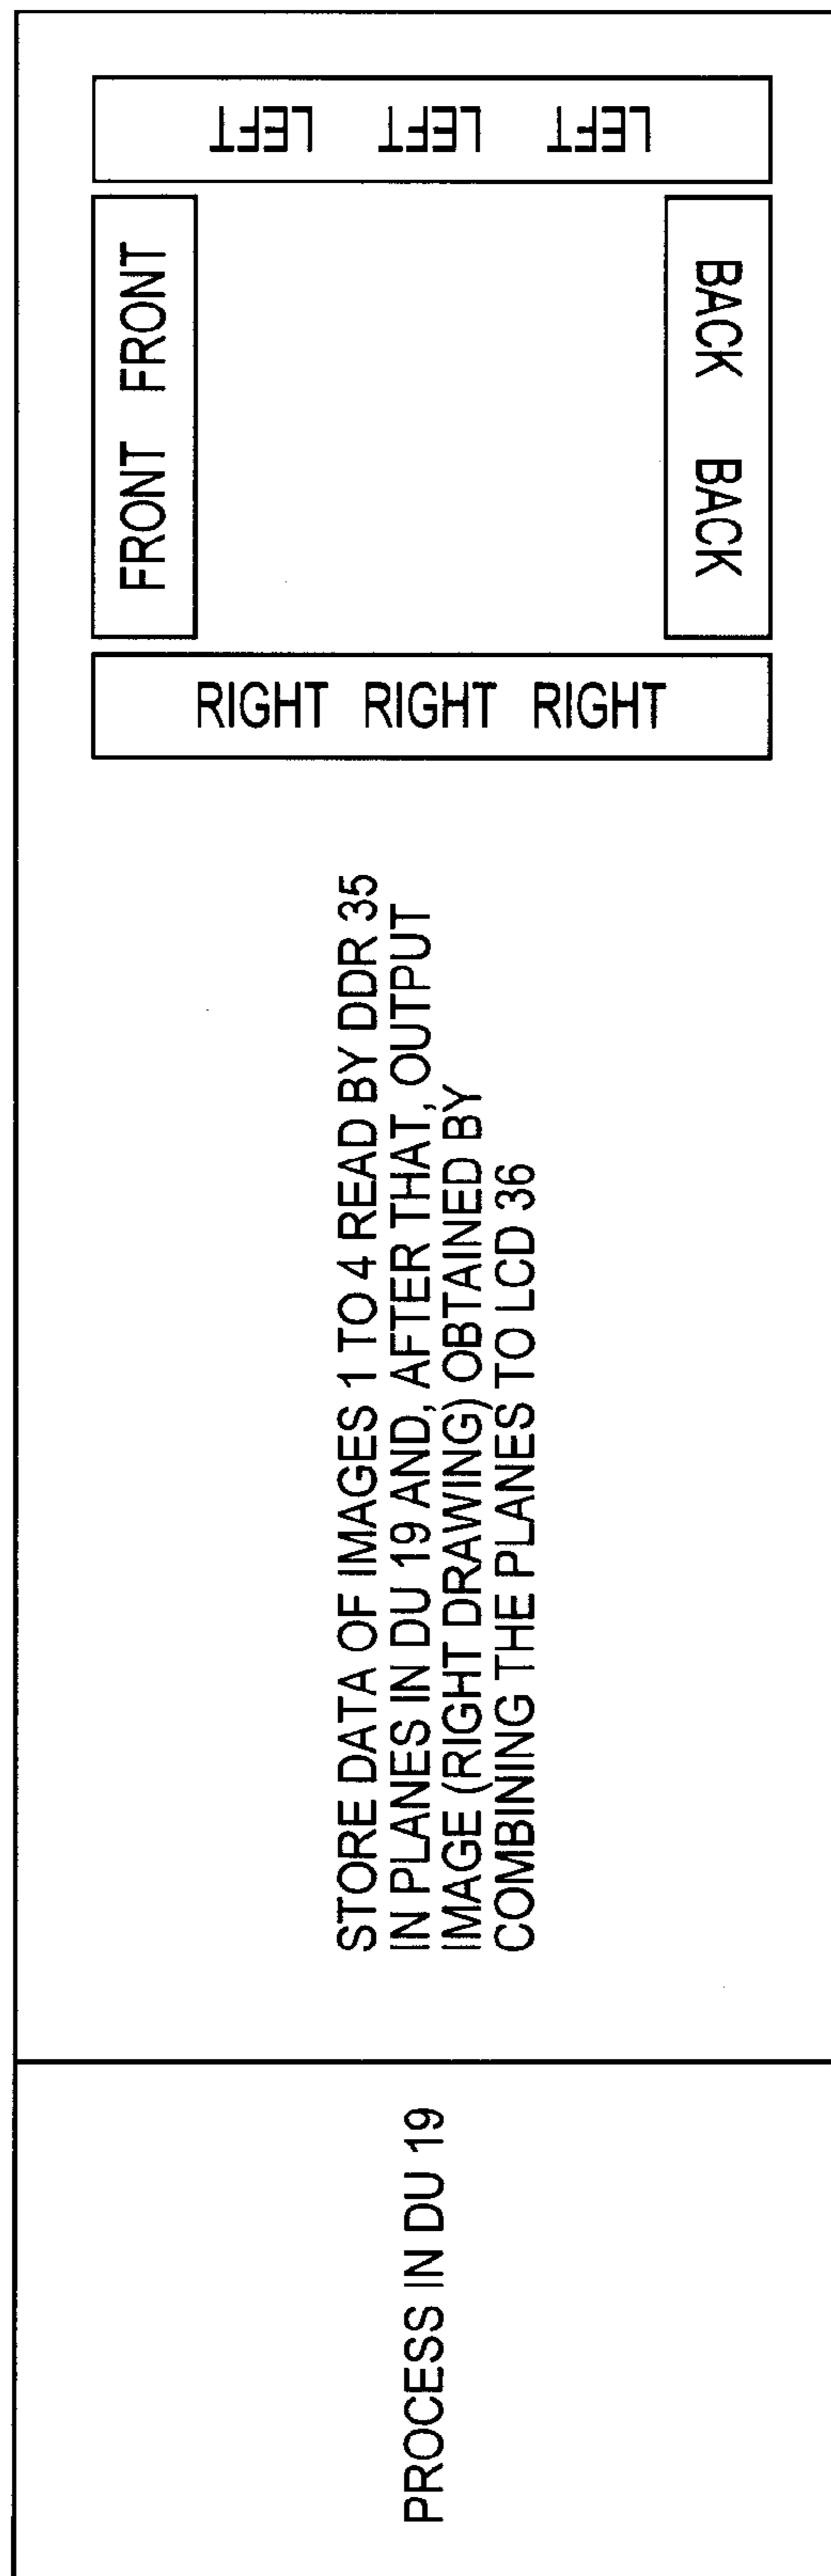 PROCESS IN DU 19
STORE DATA OF IMAGES 1 TO 4 READ BY DDR 35
IN PLANES IN DU 19 AND, AFTER THAT, OUTPUT
IMAGE (RIGHT DRAWING) OBTAINED BY
COMBINING THE PLANES TO LCD 36
FRONT FRONT
RIGHT RIGHT RIGHT
LEFT LEFT LEFT
BACK BACK